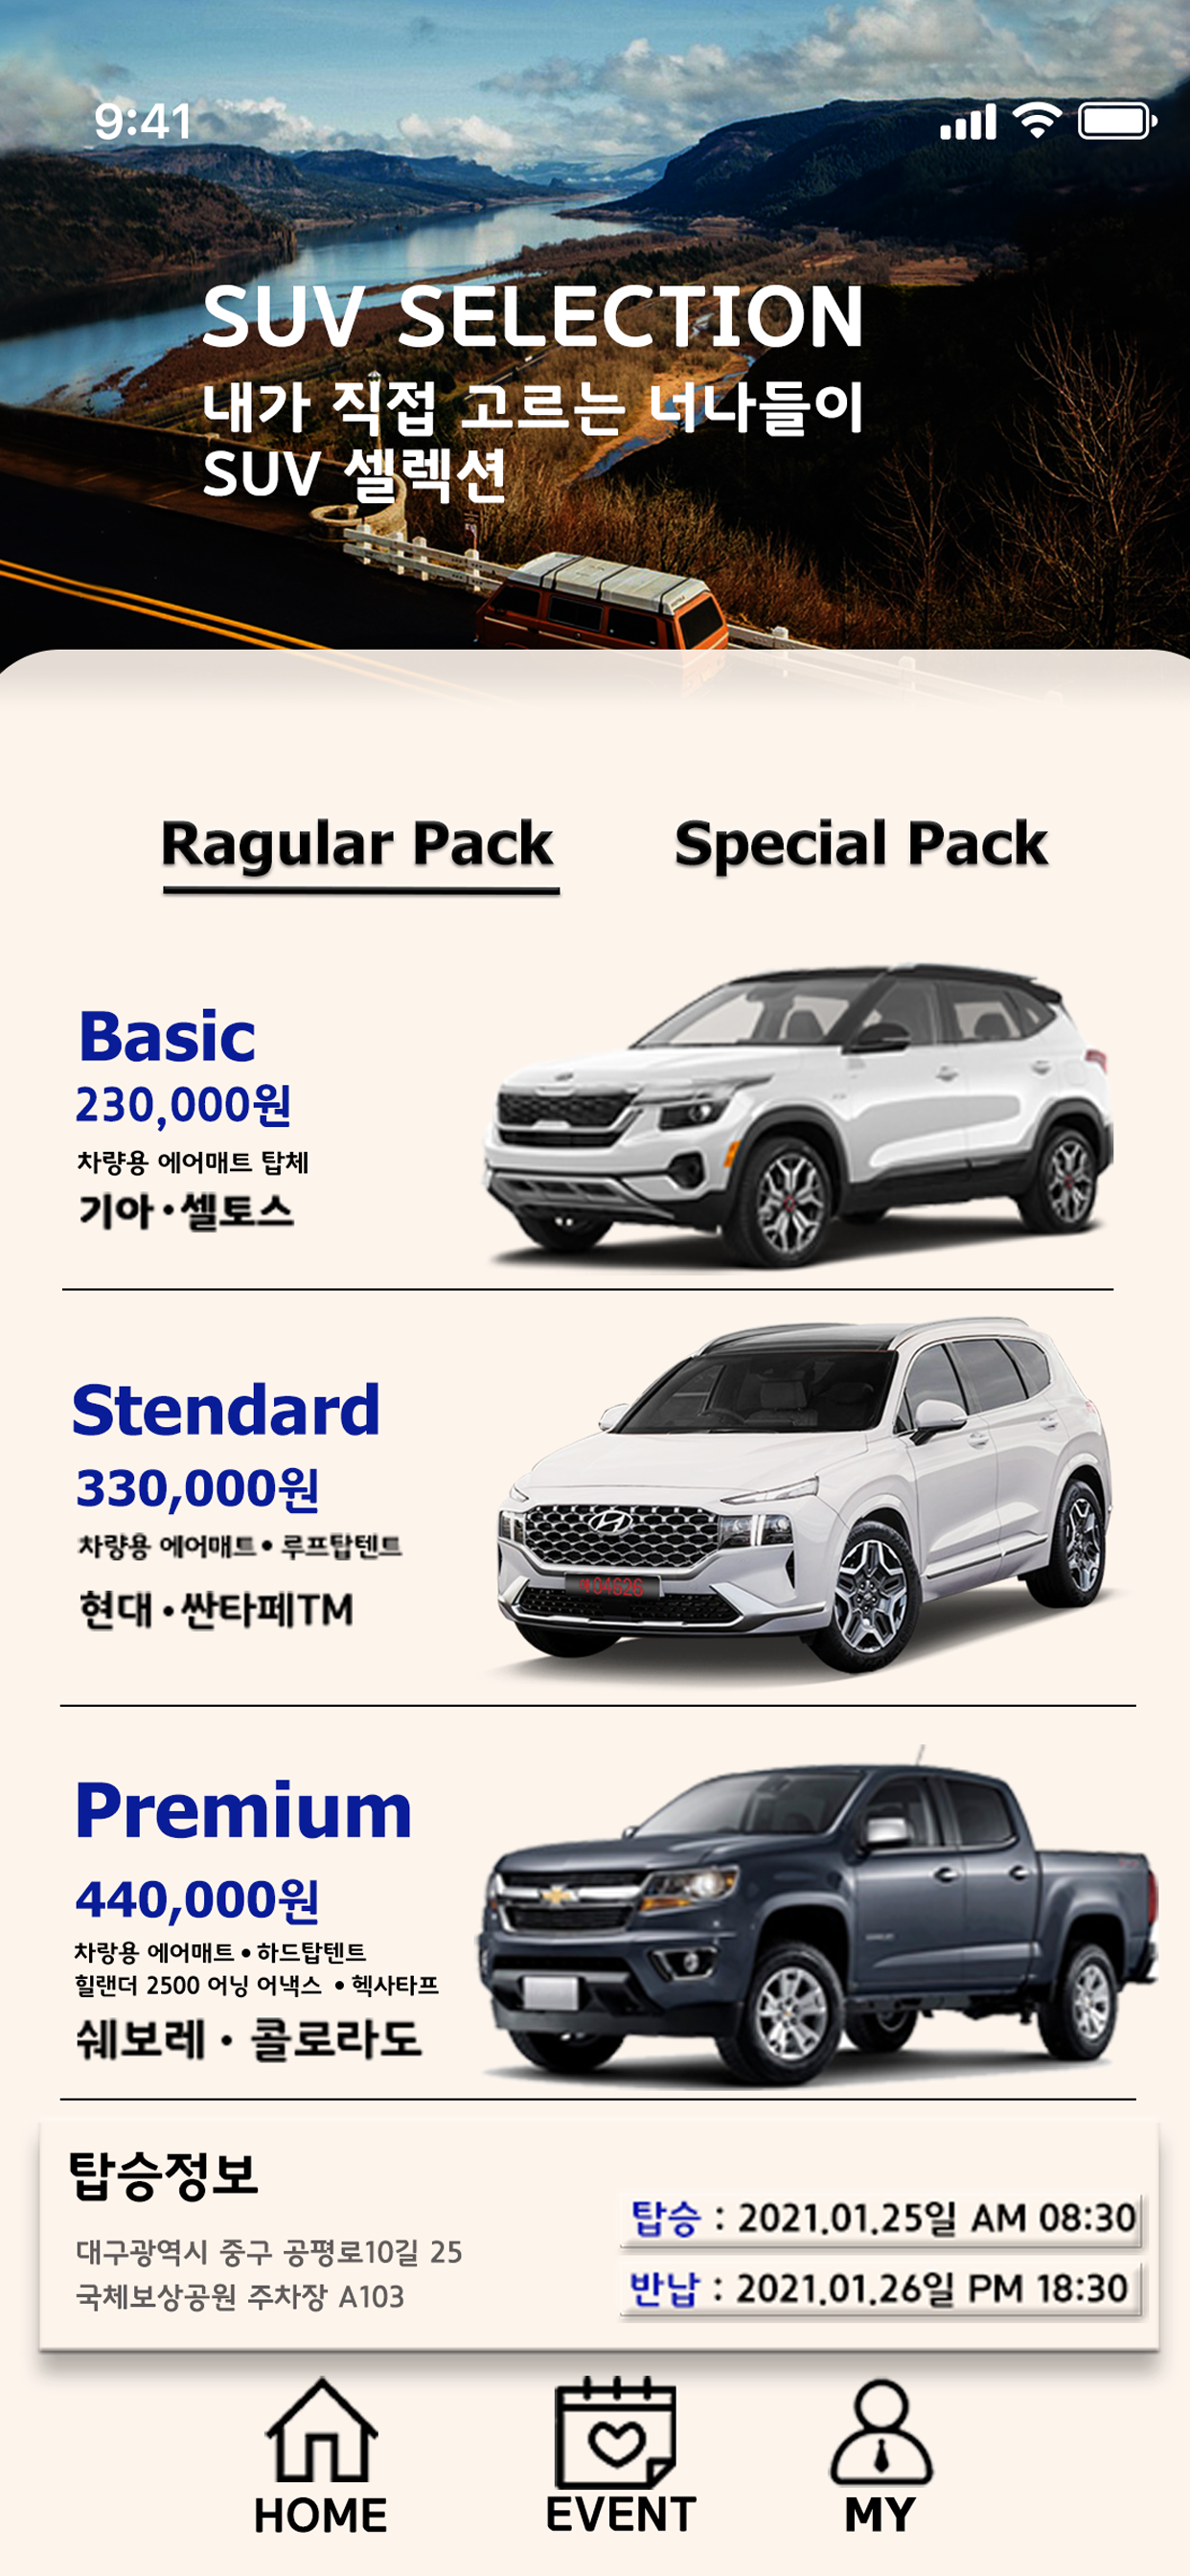 9:41
SUV SELECTION
내가 직접 고르는 너나들이
SUV 셀렉션
Ragular Pack
Special Pack
Basic
230,000원
차량용 에어매트 탑체
기아•셀토스
Stendard
330,000원
차량용 에어매트• 루프탑텐트
현대•싼타페TM
04626
Premium
440,000원
차랑용 에어매트•하드탑텐트
힐랜더 2500 어닝 어낵스 •헥사타프
쉐보레• 콜로라도
탑승정보
대구광역시 중구 공평로10길 25
국체보상공원 주차장 A103
탑승 : 2021.01.25일 AM 08:30
반납 : 2021.01.26일 PM 18:30
HOME
EVENT
MY